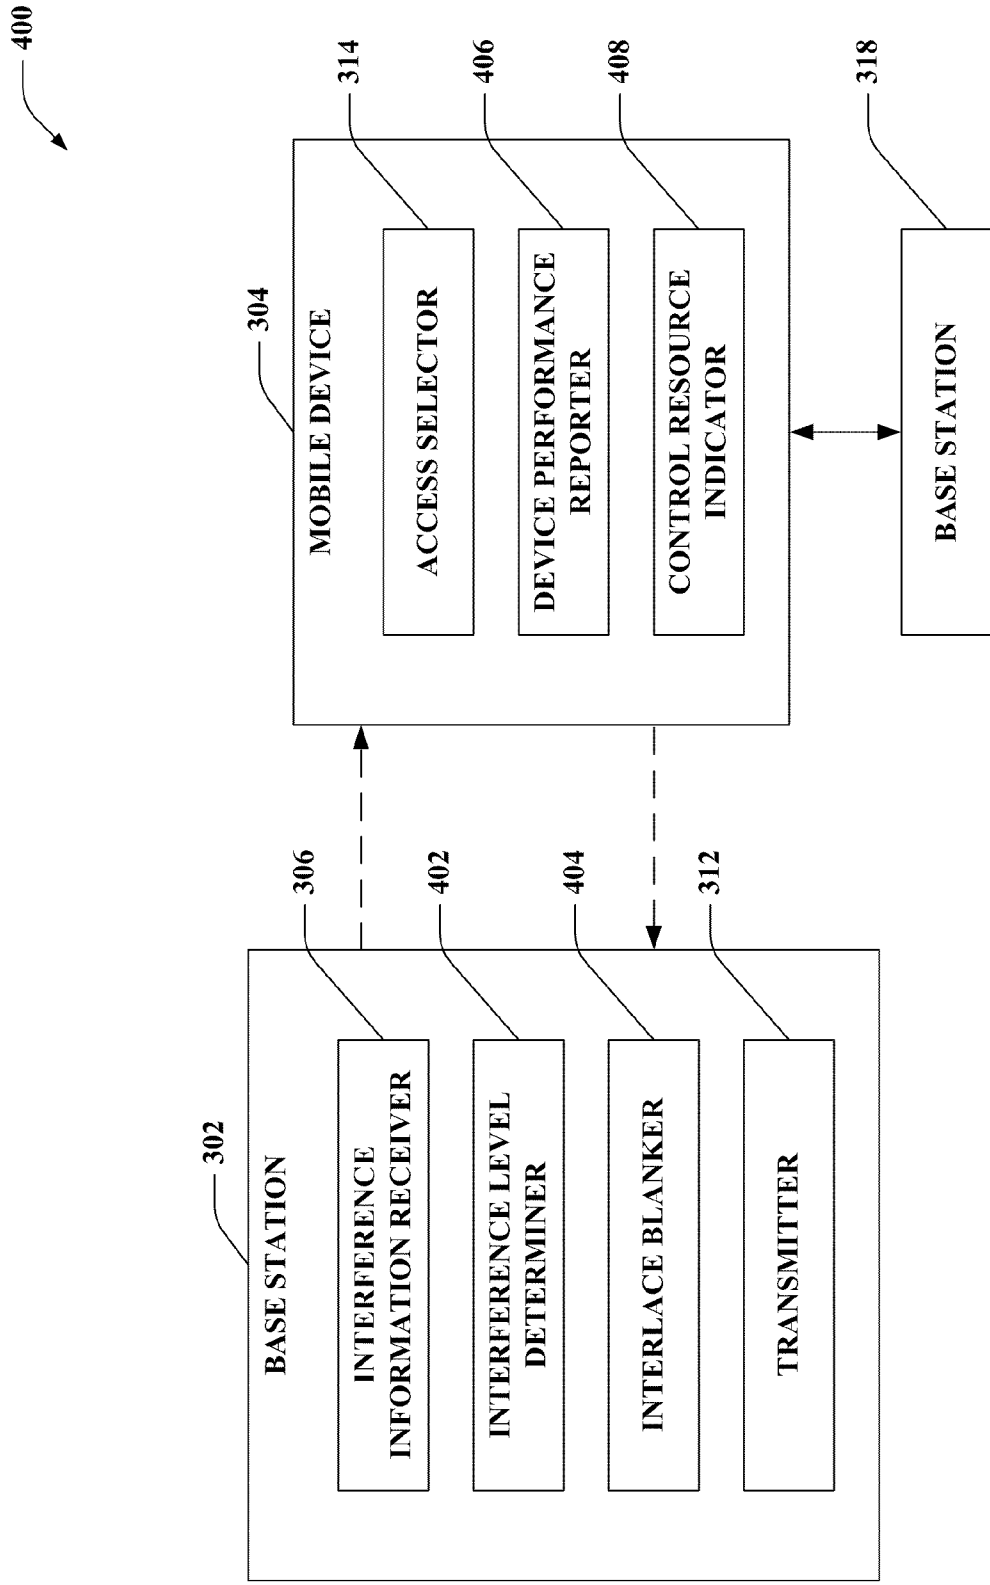 400
302
BASE STATION
306
INTERFERENCE
INFORMATION RECEIVER
402
INTERFERENCE LEVEL
DETERMINER
404
INTERLACE BLANKER
312
TRANSMITTER
304
MOBILE DEVICE
314
ACCESS SELECTOR
406
DEVICE PERFORMANCE
REPORTER
408
CONTROL RESOURCE
INDICATOR
318
BASE STATION